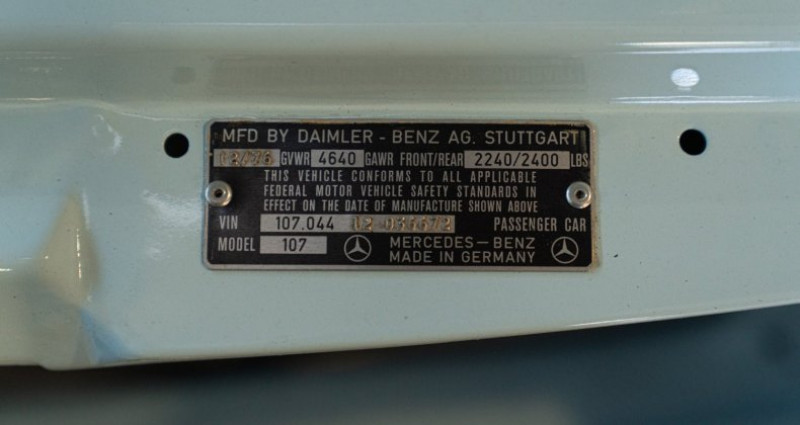 MFD BY DAIMLER - BENZ AG. STUTTGART
GVWR 4640 GAWR FRONT/REAR 2240/2400 LBS
THIS VEHICLE CONFORMS TO ALL APPLICABLE
FEDERAL MOTOR VEHICLE SAFETY STANDARDS IN
EFFECT ON THE DATE OF MANUFACTURE SHOWN ABOVE
VIN 107.044 PASSENGER CAR
MODEL 107 MERCEDES-BENZ
MADE IN GERMANY